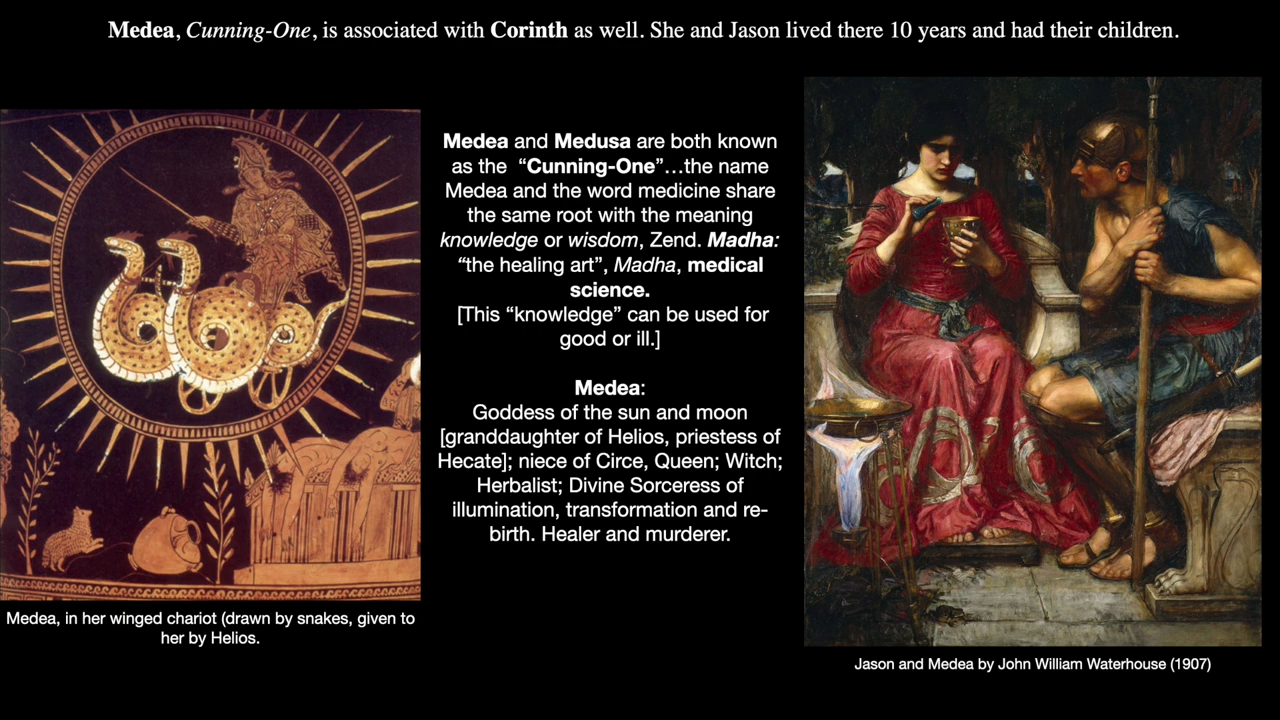 Medea, Cunning-One, is associated with Corinth as well. She and Jason lived there 10 years and had their children.
Medea and Medusa are both known
as the “Cunning-One”…the name
Medea and the word medicine share
the same root with the meaning
knowledge or wisdom, Zend. Madha:
“the healing art”, Madha, medical
science.
[This “knowledge” can be used for
good or ill.]
Medea:
Goddess of the sun and moon
[granddaughter of Helios, priestess of
Hecate]; niece of Circe, Queen; Witch;
Herbalist; Divine Sorceress of
illumination, transformation and re-
birth. Healer and murderer.
Medea, in her winged chariot (drawn by snakes, given to
her by Helios.
Jason and Medea by John William Waterhouse (1907)